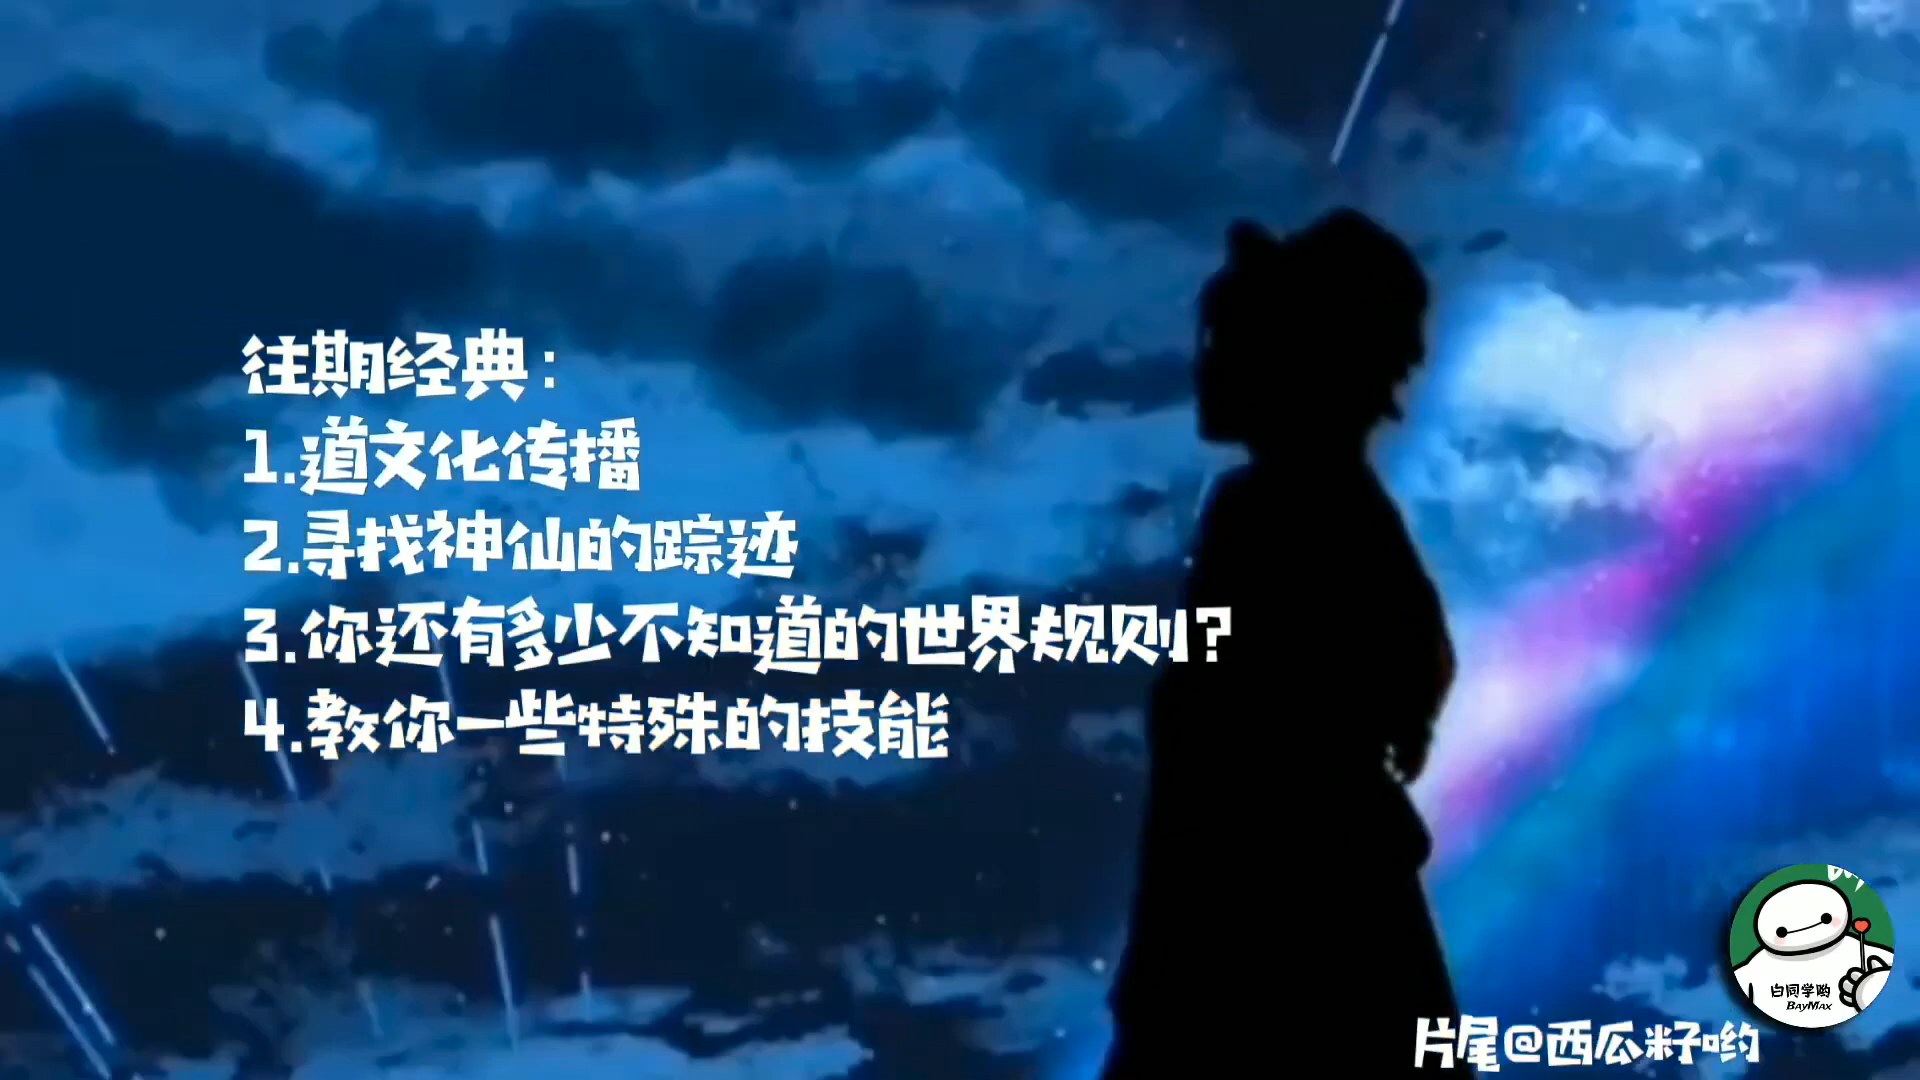 往期经典：
1.道文化传播
2.寻找神仙的踪迹
3.你还有多少不知道的世界规则？
4.教你一些特殊的技能
白同学哟
BAYMAX
片尾@西瓜籽哟